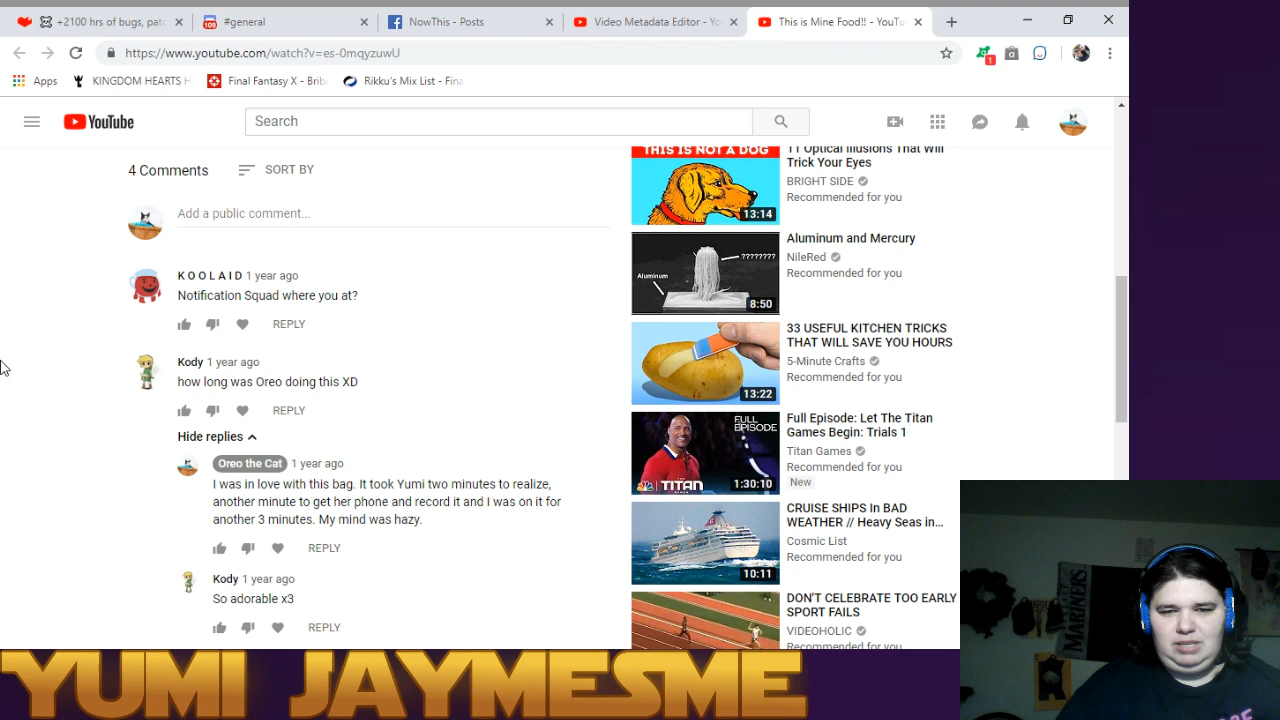 +2100 hrs of bugs, patc
#general
NowThis - Posts
Video Metadata Editor - Yo
This is Mine Food!! - YouTu
https://www.youtube.com/watch?v=es-0mqyzuwU
1
Apps
KINGDOM HEARTS H
Final Fantasy X - Brib
Rikku's Mix List - Fina
YouTube
Search
4 Comments
SORT BY
Add a public comment...
K O O L A I D 1 year ago
Notification Squad where you at?
REPLY
Kody 1 year ago
how long was Oreo doing this XD
REPLY
Hide replies
Oreo the Cat 1 year ago
I was in love with this bag. It took Yumi two minutes to realize,
another minute to get her phone and record it and I was on it for
another 3 minutes. My mind was hazy.
REPLY
Kody 1 year ago
So adorable x3
REPLY
THIS IS NOT A DOG
13:14
11 Optical Illusions That Will
Trick Your Eyes
BRIGHT SIDE
Recommended for you
Aluminum
????????
8:50
Aluminum and Mercury
NileRed
Recommended for you
13:22
33 USEFUL KITCHEN TRICKS
THAT WILL SAVE YOU HOURS
5-Minute Crafts
Recommended for you
FULL
EPISODE
TITAN
1:30:10
Full Episode: Let The Titan
Games Begin: Trials 1
Titan Games
Recommended for you
New
10:11
CRUISE SHIPS In BAD
WEATHER // Heavy Seas in...
Cosmic List
Recommended for you
DON'T CELEBRATE TOO EARLY
SPORT FAILS
VIDEOHOLIC
Recommended for you
MARINERS
YUMI JAYMESME